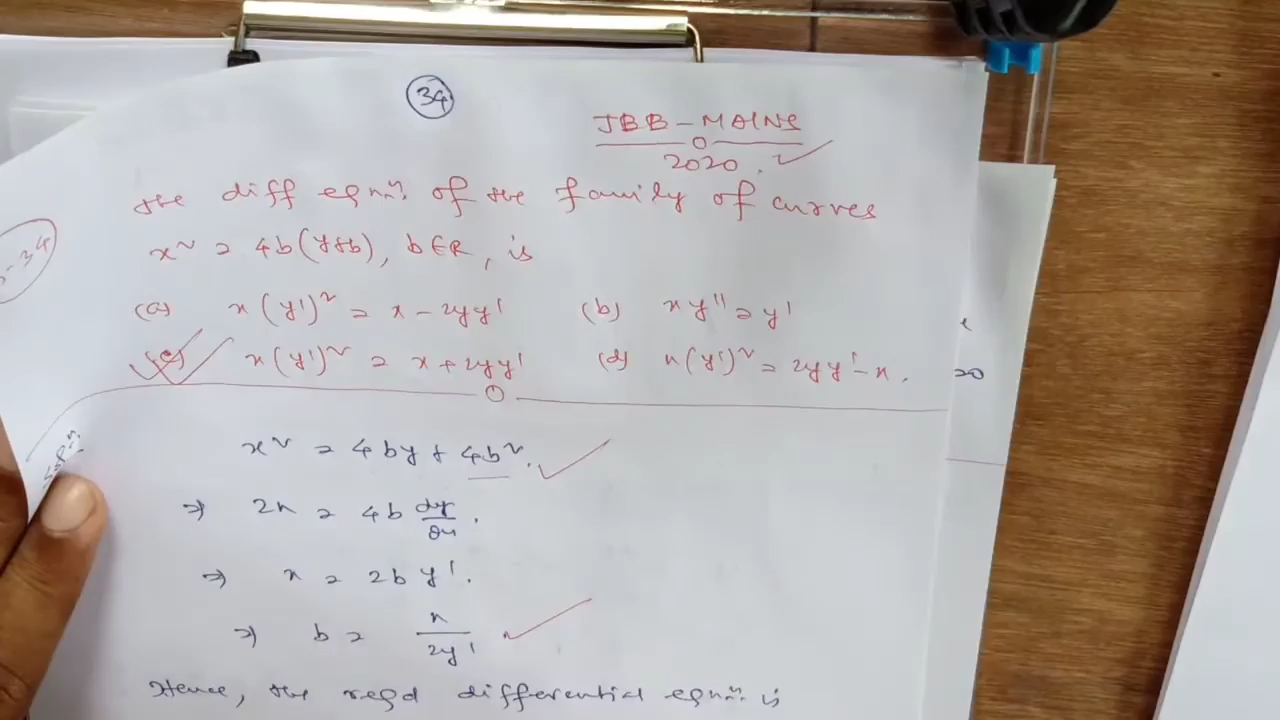 34
JEE-MAINS
2020
the diff eqn. of the family of curves
x² = 4b(y+b), b∈R, is
(a) x(y')² = x - 2yy' (b) xy'' = y'
(c) x(y')² = x + 2yy' (d) x(y')² = 2yy' - x.
x² = 4by + 4b².
⇒ 2x = 4b dy/dx.
⇒ x = 2b y'.
⇒ b = x/2y'
Hence, the reqd differential eqn. is